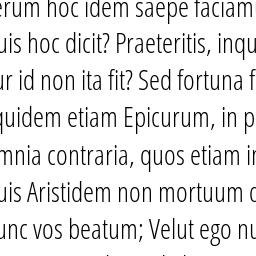 erum hoc idem saepe faciam
uis hoc dicit? Praeteritis, inqu
ur id non ita fit? Sed fortuna f
quidem etiam Epicurum, in p
mnia contraria, quos etiam in
uis Aristidem non mortuum d
unc vos beatum; Velut ego nu